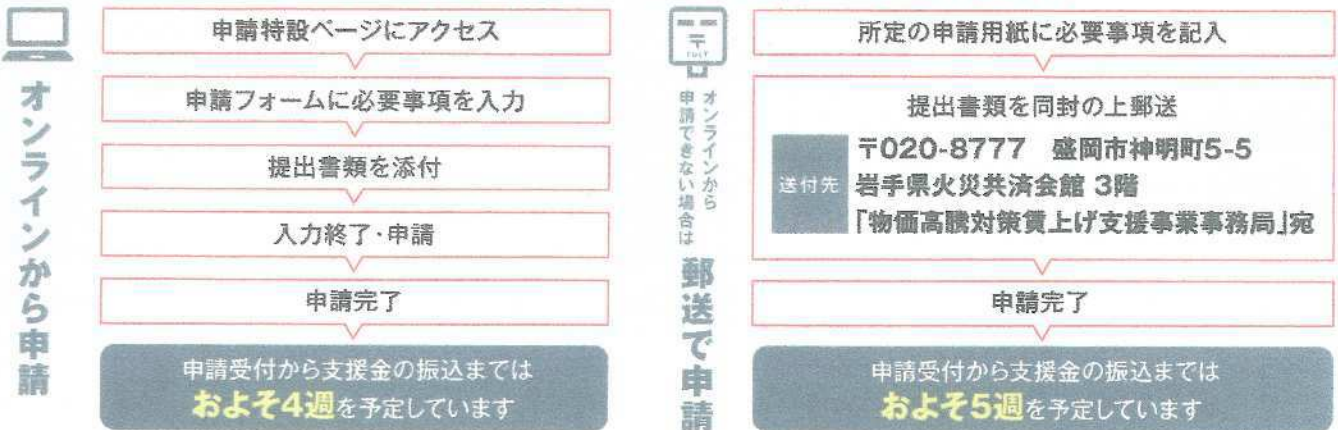 オンラインから申請
申請特設ページにアクセス
申請フォームに必要事項を入力
提出書類を添付
入力終了・申請
申請完了
申請受付から支援金の振込までは
およそ4週を予定しています
オンラインから
申請できない場合は
郵送で申請
所定の申請用紙に必要事項を記入
提出書類を同封の上郵送
送付先
〒020-8777 盛岡市神明町5-5
岩手県火災共済会館 3階
「物価高騰対策賃上げ支援事業事務局」宛
申請完了
申請受付から支援金の振込までは
およそ5週を予定しています